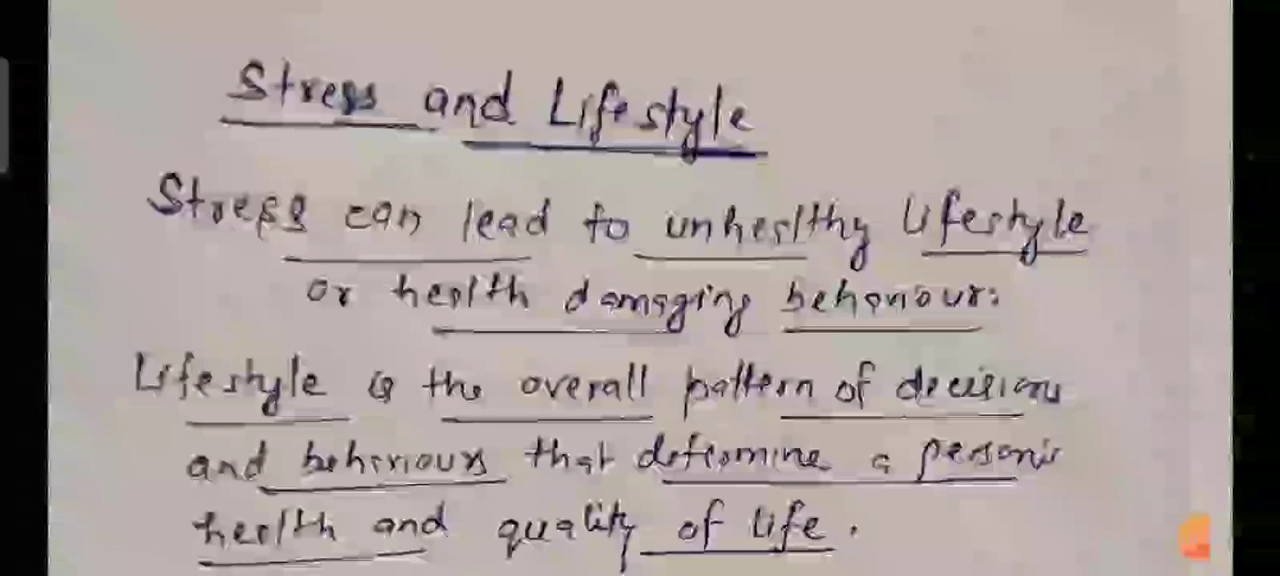 Stress and Lifestyle
Stress can lead to unhealthy lifestyle
or health damaging behaviour.
Lifestyle is the overall pattern of decisions
and behaviours that determine a person's
health and quality of life.